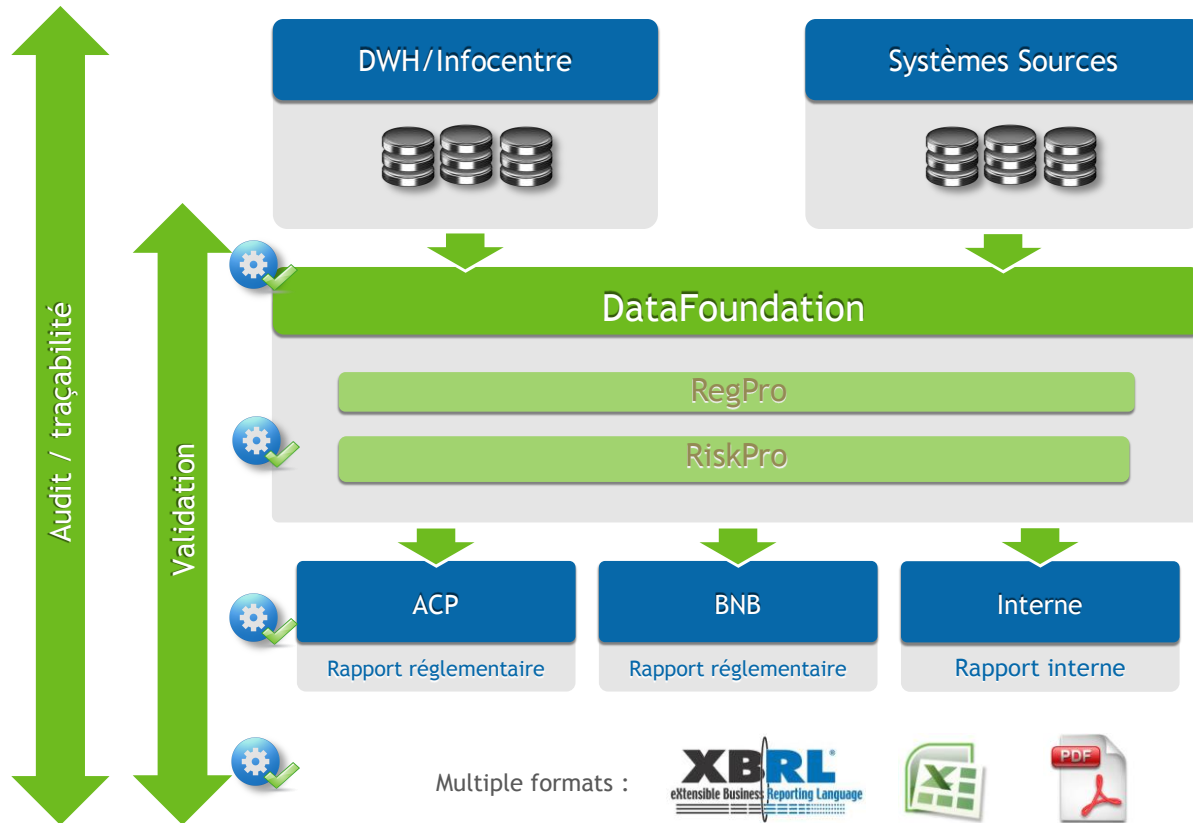 DWH/Infocentre
Systèmes Sources
Audit / traçabilité
Validation
DataFoundation
RegPro
RiskPro
ACP
BNB
Interne
Rapport réglementaire
Rapport réglementaire
Rapport interne
Multiple formats :
XBRL
eXtensible Business Reporting Language
X
PDF